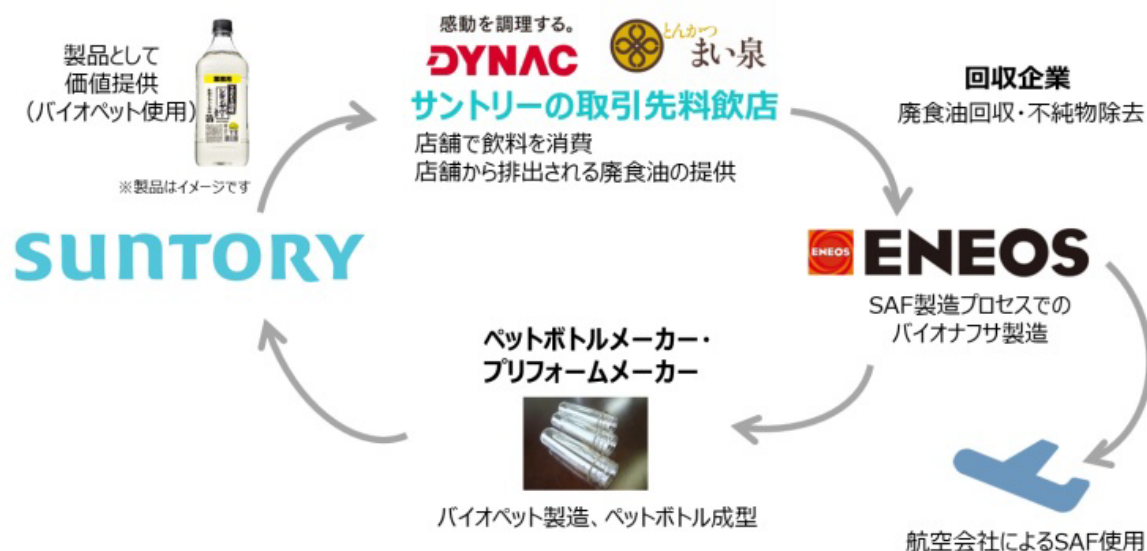 製品として
価値提供
（バイオペット使用）
※製品はイメージです
感動を調理する。
DYNAC
とんかつ
まい泉
サントリーの取引先料飲店
店舗で飲料を消費
店舗から排出される廃食油の提供
回収企業
廃食油回収・不純物除去
SUNTORY
ENEOS
ENEOS
SAF製造プロセスでの
バイオナフサ製造
ペットボトルメーカー・
プリフォームメーカー
バイオペット製造、ペットボトル成型
航空会社によるSAF使用